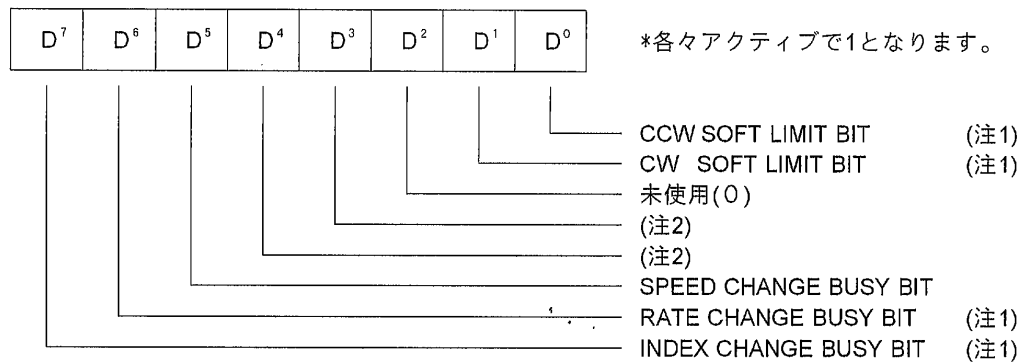 D⁷ D⁶ D⁵ D⁴ D³ D² D¹ D⁰ *各々アクティブで1となります。
CCW SOFT LIMIT BIT (注1)
CW SOFT LIMIT BIT (注1)
未使用(0)
(注2)
(注2)
SPEED CHANGE BUSY BIT
RATE CHANGE BUSY BIT (注1)
INDEX CHANGE BUSY BIT (注1)